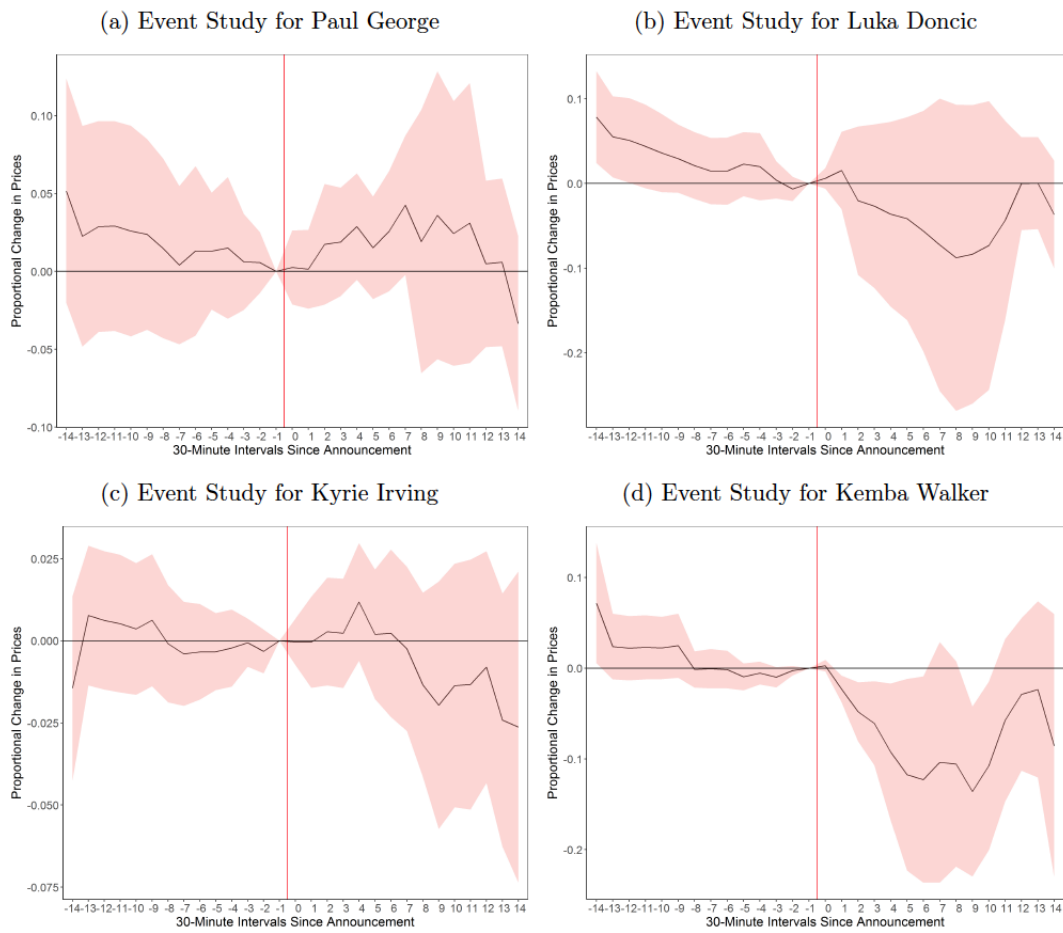 (a) Event Study for Paul George
Proportional Change in Prices
0.10
0.05
0.00
-0.05
-0.10
-14 -13 -12 -11 -10 -9 -8 -7 -6 -5 -4 -3 -2 -1 0 1 2 3 4 5 6 7 8 9 10 11 12 13 14
30-Minute Intervals Since Announcement
(b) Event Study for Luka Doncic
Proportional Change in Prices
0.1
0.0
-0.1
-0.2
-14 -13 -12 -11 -10 -9 -8 -7 -6 -5 -4 -3 -2 -1 0 1 2 3 4 5 6 7 8 9 10 11 12 13 14
30-Minute Intervals Since Announcement
(c) Event Study for Kyrie Irving
Proportional Change in Prices
0.025
0.000
-0.025
-0.050
-0.075
-14 -13 -12 -11 -10 -9 -8 -7 -6 -5 -4 -3 -2 -1 0 1 2 3 4 5 6 7 8 9 10 11 12 13 14
30-Minute Intervals Since Announcement
(d) Event Study for Kemba Walker
Proportional Change in Prices
0.1
0.0
-0.1
-0.2
-14 -13 -12 -11 -10 -9 -8 -7 -6 -5 -4 -3 -2 -1 0 1 2 3 4 5 6 7 8 9 10 11 12 13 14
30-Minute Intervals Since Announcement